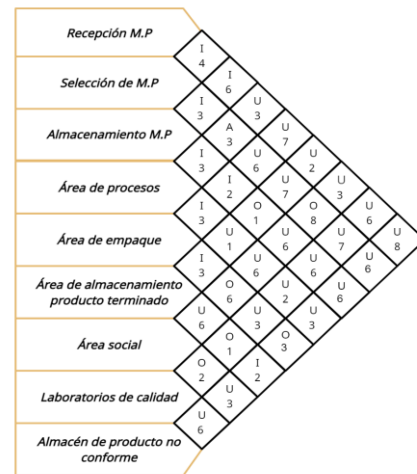 Recepción M.P
Selección de M.P
Almacenamiento M.P
Área de procesos
Área de empaque
Área de almacenamiento
producto terminado
Área social
Laboratorios de calidad
Almacén de producto no
conforme
I
4
I
3
I
3
I
3
I
3
U
6
O
2
U
6
I
6
A
3
I
2
U
1
O
6
O
1
U
3
U
3
U
6
O
1
U
6
U
3
I
2
U
7
U
7
U
6
U
2
O
3
U
2
O
8
U
6
U
3
U
3
U
7
U
6
U
6
U
6
U
8